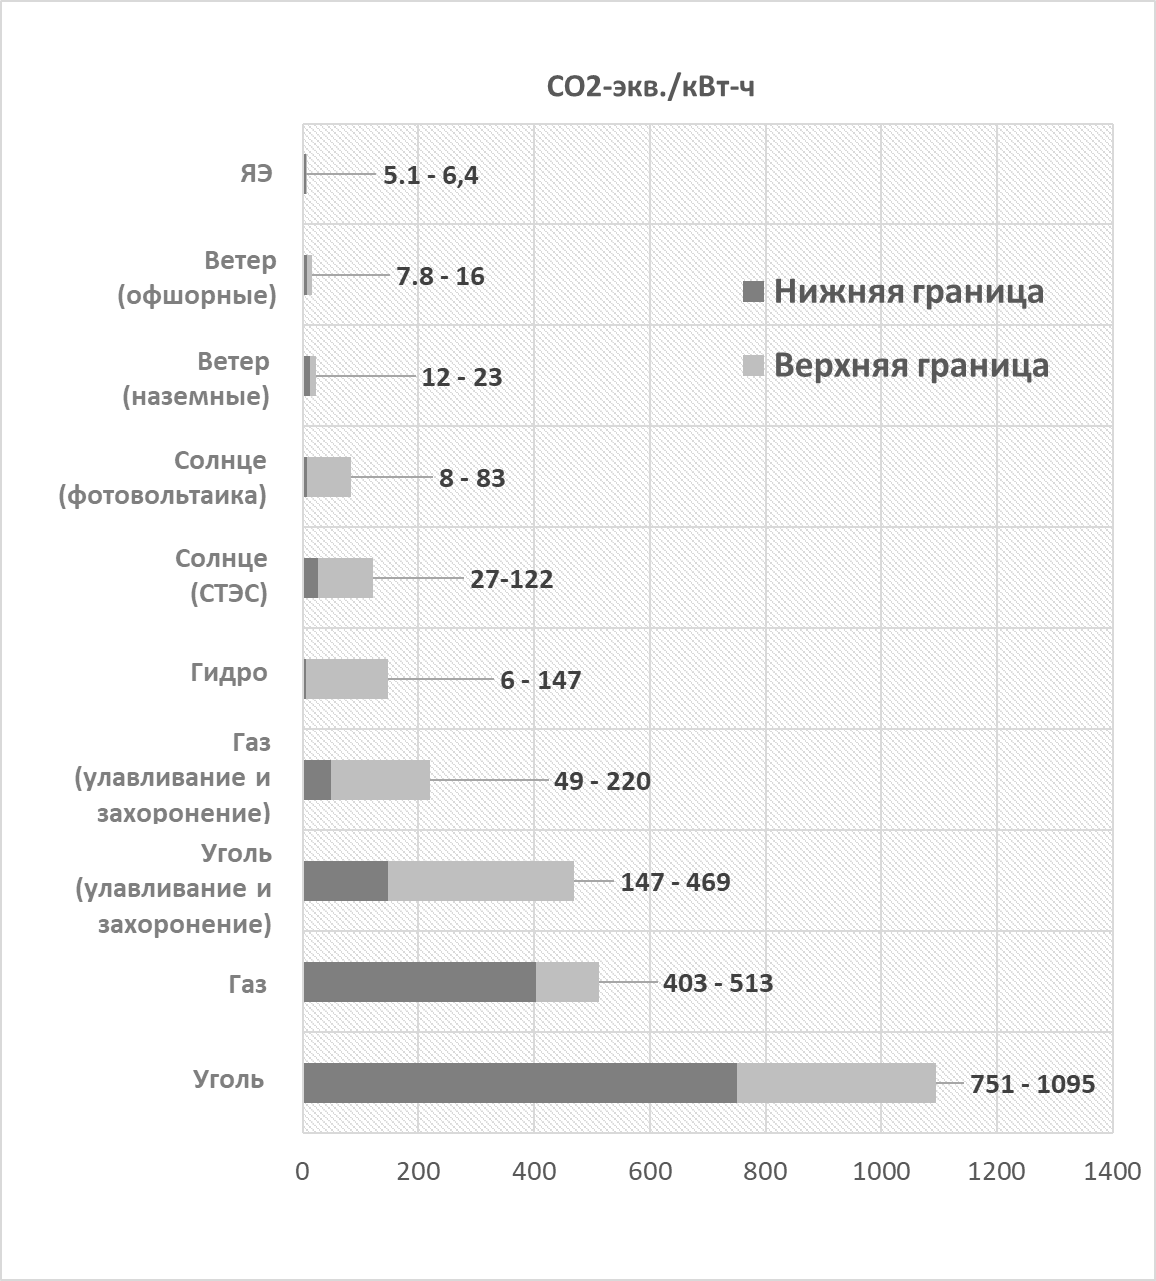 CO2-экв./кВт-ч
ЯЭ
5.1 - 6,4
Ветер
(офшорные)
7.8 - 16
Нижняя граница
Верхняя граница
Ветер
(наземные)
12 - 23
Солнце
(фотовольтаика)
8 - 83
Солнце
(СТЭС)
27-122
Гидро
6 - 147
Газ
(улавливание и
захоронение)
49 - 220
Уголь
(улавливание и
захоронение)
147 - 469
Газ
403 - 513
Уголь
751 - 1095
0 200 400 600 800 1000 1200 1400